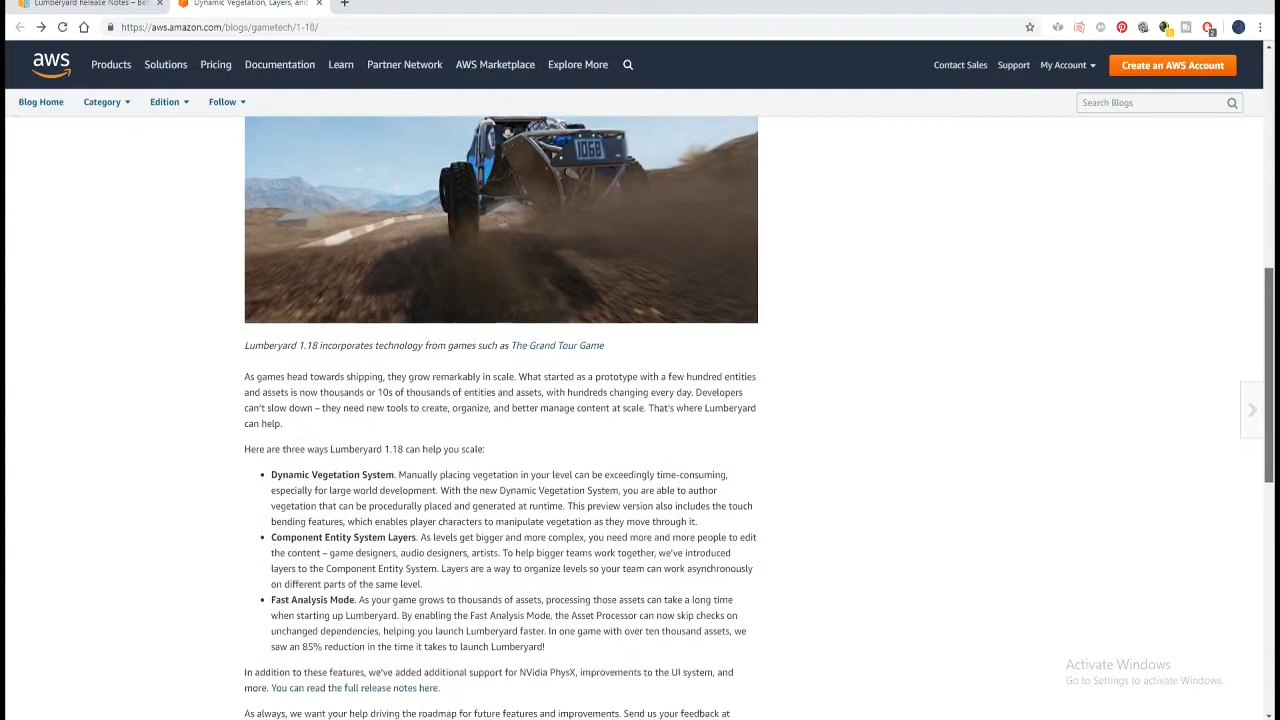 Lumberyard Release Notes – Bet
Dynamic Vegetation, Layers, and
https://aws.amazon.com/blogs/gametech/1-18/
aws
Products
Solutions
Pricing
Documentation
Learn
Partner Network
AWS Marketplace
Explore More
Contact Sales
Support
My Account
Create an AWS Account
Blog Home
Category
Edition
Follow
Search Blogs
1068
Lumberyard 1.18 incorporates technology from games such as The Grand Tour Game
As games head towards shipping, they grow remarkably in scale. What started as a prototype with a few hundred entities
and assets is now thousands or 10s of thousands of entities and assets, with hundreds changing every day. Developers
can't slow down – they need new tools to create, organize, and better manage content at scale. That's where Lumberyard
can help.
Here are three ways Lumberyard 1.18 can help you scale:
• Dynamic Vegetation System. Manually placing vegetation in your level can be exceedingly time-consuming,
especially for large world development. With the new Dynamic Vegetation System, you are able to author
vegetation that can be procedurally placed and generated at runtime. This preview version also includes the touch
bending features, which enables player characters to manipulate vegetation as they move through it.
• Component Entity System Layers. As levels get bigger and more complex, you need more and more people to edit
the content – game designers, audio designers, artists. To help bigger teams work together, we've introduced
layers to the Component Entity System. Layers are a way to organize levels so your team can work asynchronously
on different parts of the same level.
• Fast Analysis Mode. As your game grows to thousands of assets, processing those assets can take a long time
when starting up Lumberyard. By enabling the Fast Analysis Mode, the Asset Processor can now skip checks on
unchanged dependencies, helping you launch Lumberyard faster. In one game with over ten thousand assets, we
saw an 85% reduction in the time it takes to launch Lumberyard!
In addition to these features, we've added additional support for NVidia PhysX, improvements to the UI system, and
more. You can read the full release notes here.
As always, we want your help driving the roadmap for future features and improvements. Send us your feedback at
Activate Windows
Go to Settings to activate Windows.